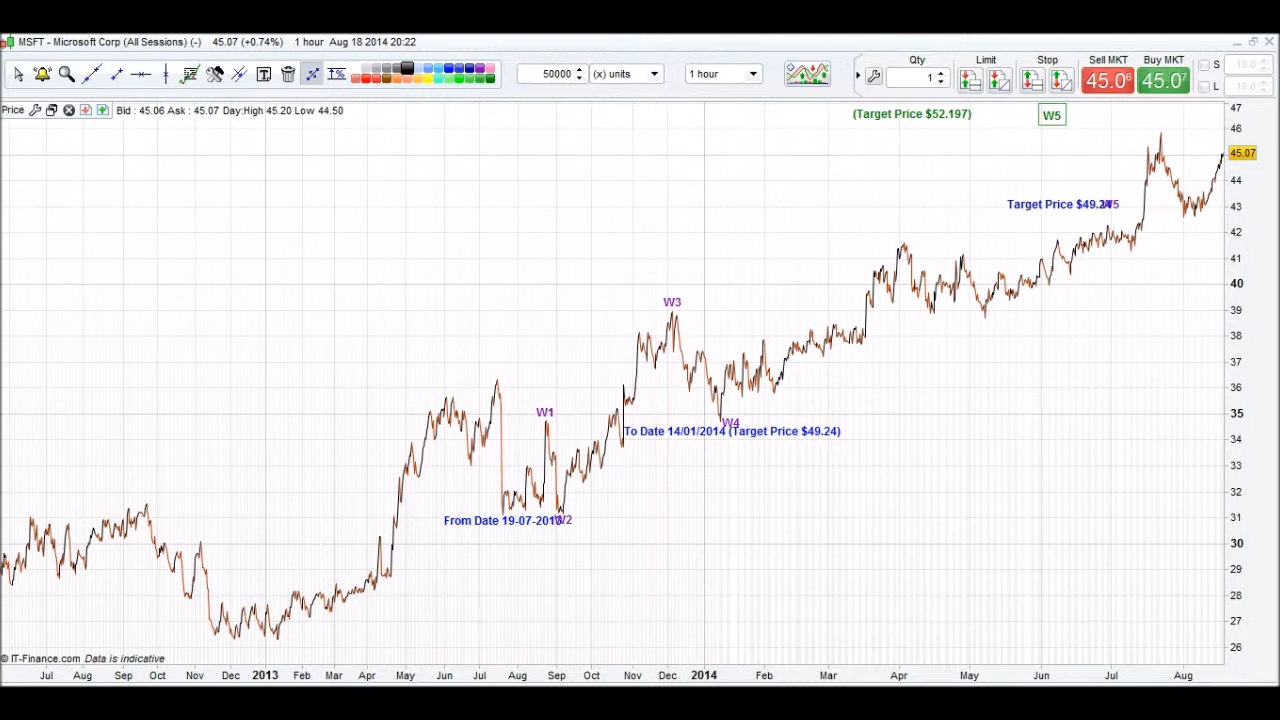 MSFT - Microsoft Corp (All Sessions) (-) 45.07 (+0.74%) 1 hour Aug 18 2014 20:22
50000 (x) units 1 hour Qty 1 Limit Stop Sell MKT 45.06 Buy MKT 45.07 S 10.0 L 10.0
Price Bid : 45.06 Ask : 45.07 Day:High 45.20 Low 44.50
(Target Price $52.197) W5
47
46
45.07
44
Target Price $49.24 W5
43
42
41
40
39
W3
38
37
36
35
W1
W4
To Date 14/01/2014 (Target Price $49.24)
34
33
32
From Date 19-07-2013 W2
31
30
29
28
27
26
© IT-Finance.com Data is indicative
Jul Aug Sep Oct Nov Dec 2013 Feb Mar Apr May Jun Jul Aug Sep Oct Nov Dec 2014 Feb Mar Apr May Jun Jul Aug